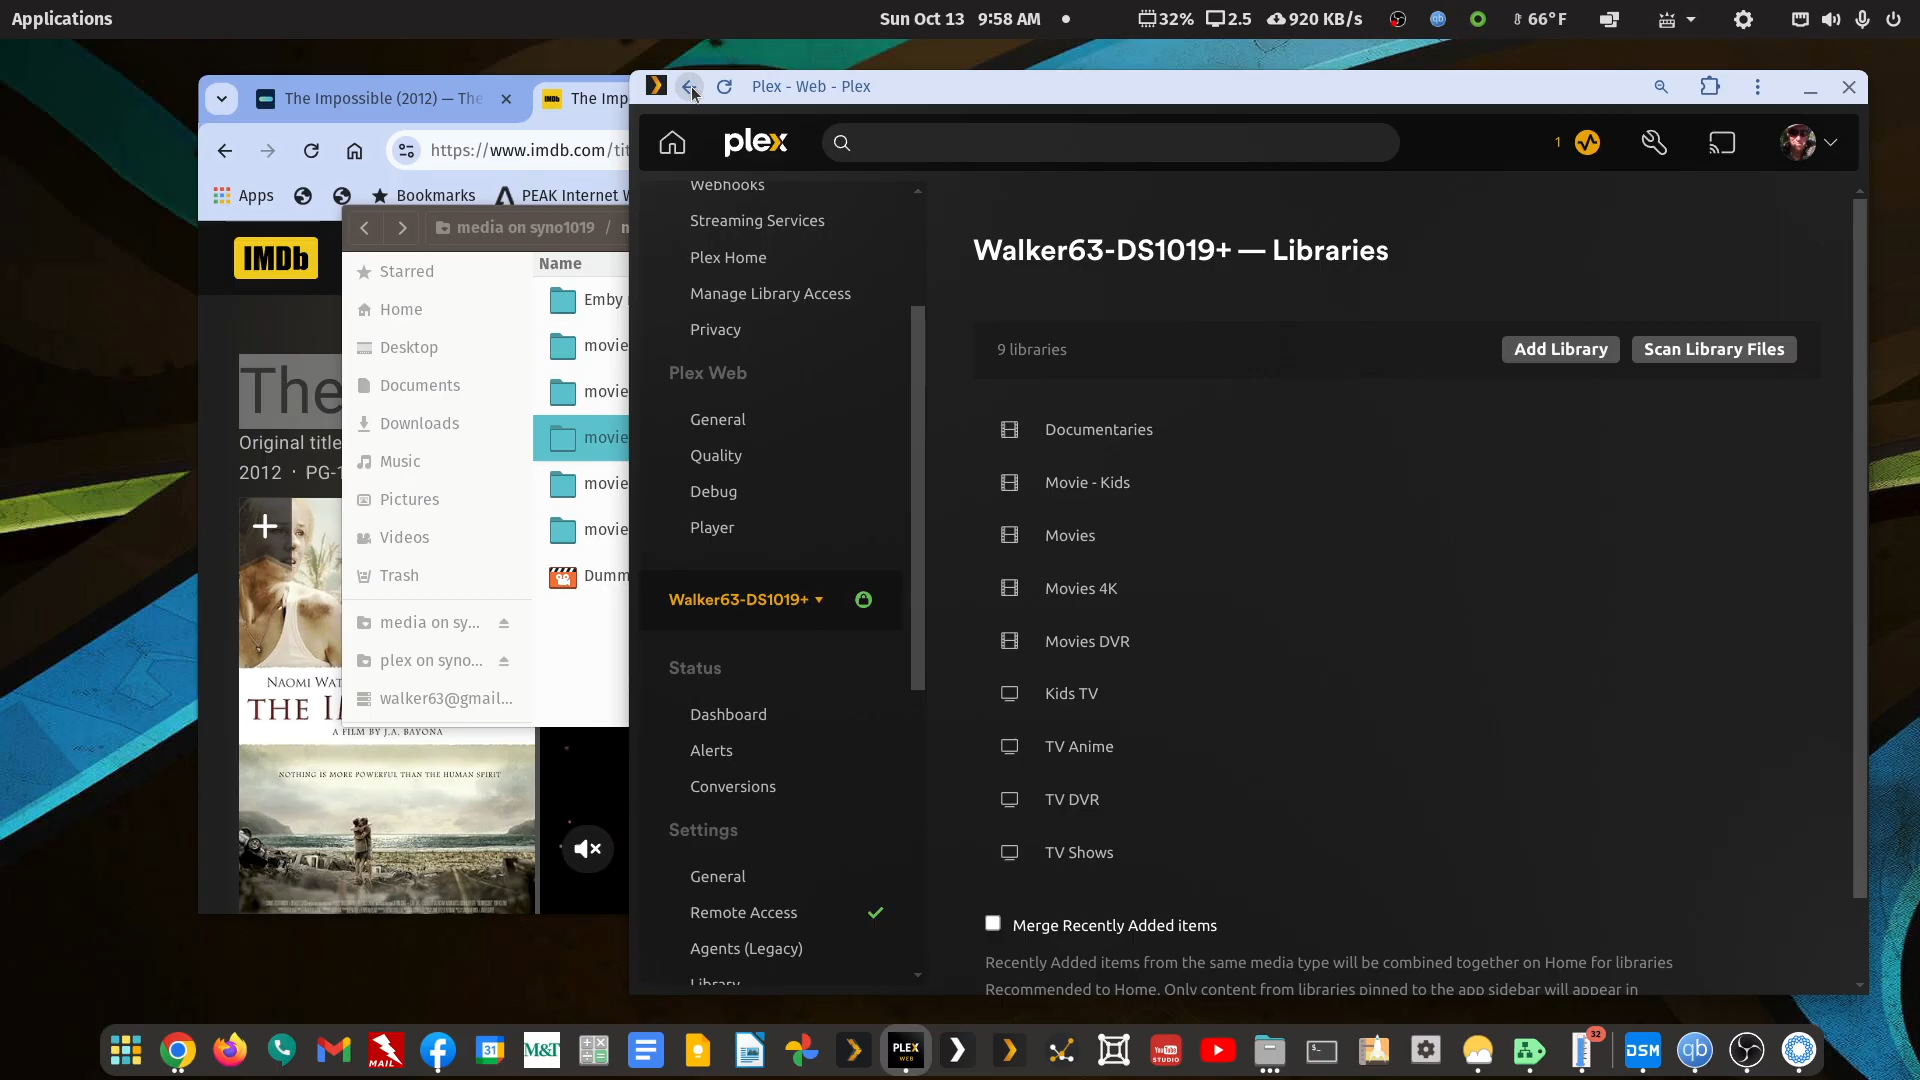 Applications
Sun Oct 13 9:58 AM
32% 2.5 920 KB/s
66°F
The Impossible (2012) — The
The Imp
https://www.imdb.com/tit
Apps
Bookmarks
PEAK Internet W
IMDb
The
Original title
2012 · PG-1
NAOMI WAT
THE I
A FILM BY J.A. BAYONA
NOTHING IS MORE POWERFUL THAN THE HUMAN SPIRIT
media on syno1019 / m
Starred
Home
Desktop
Documents
Downloads
Music
Pictures
Videos
Trash
media on sy...
plex on syno...
walker63@gmail...
Name
Emby
movie
movie
movie
movie
movie
Dumm
Plex - Web - Plex
plex
1
Webhooks
Streaming Services
Plex Home
Manage Library Access
Privacy
Plex Web
General
Quality
Debug
Player
Walker63-DS1019+
Status
Dashboard
Alerts
Conversions
Settings
General
Remote Access
Agents (Legacy)
Library
Walker63-DS1019+ — Libraries
9 libraries
Add Library
Scan Library Files
Documentaries
Movie - Kids
Movies
Movies 4K
Movies DVR
Kids TV
TV Anime
TV DVR
TV Shows
Merge Recently Added items
Recently Added items from the same media type will be combined together on Home for libraries
Recommended to Home. Only content from libraries pinned to the app sidebar will appear in
MAIL
31
M&T
PLEX
WEB
YouTube
STUDIO
32
DSM
qb